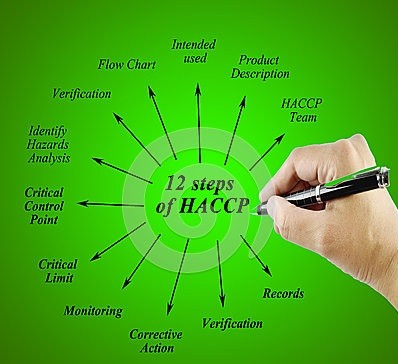 Intended
used
Flow Chart
Product
Description
Verification
HACCP
Team
Identify
Hazards
Analysis
12 steps
of HACCP
Critical
Control
Point
Critical
Limit
Records
Monitoring
Verification
Corrective
Action